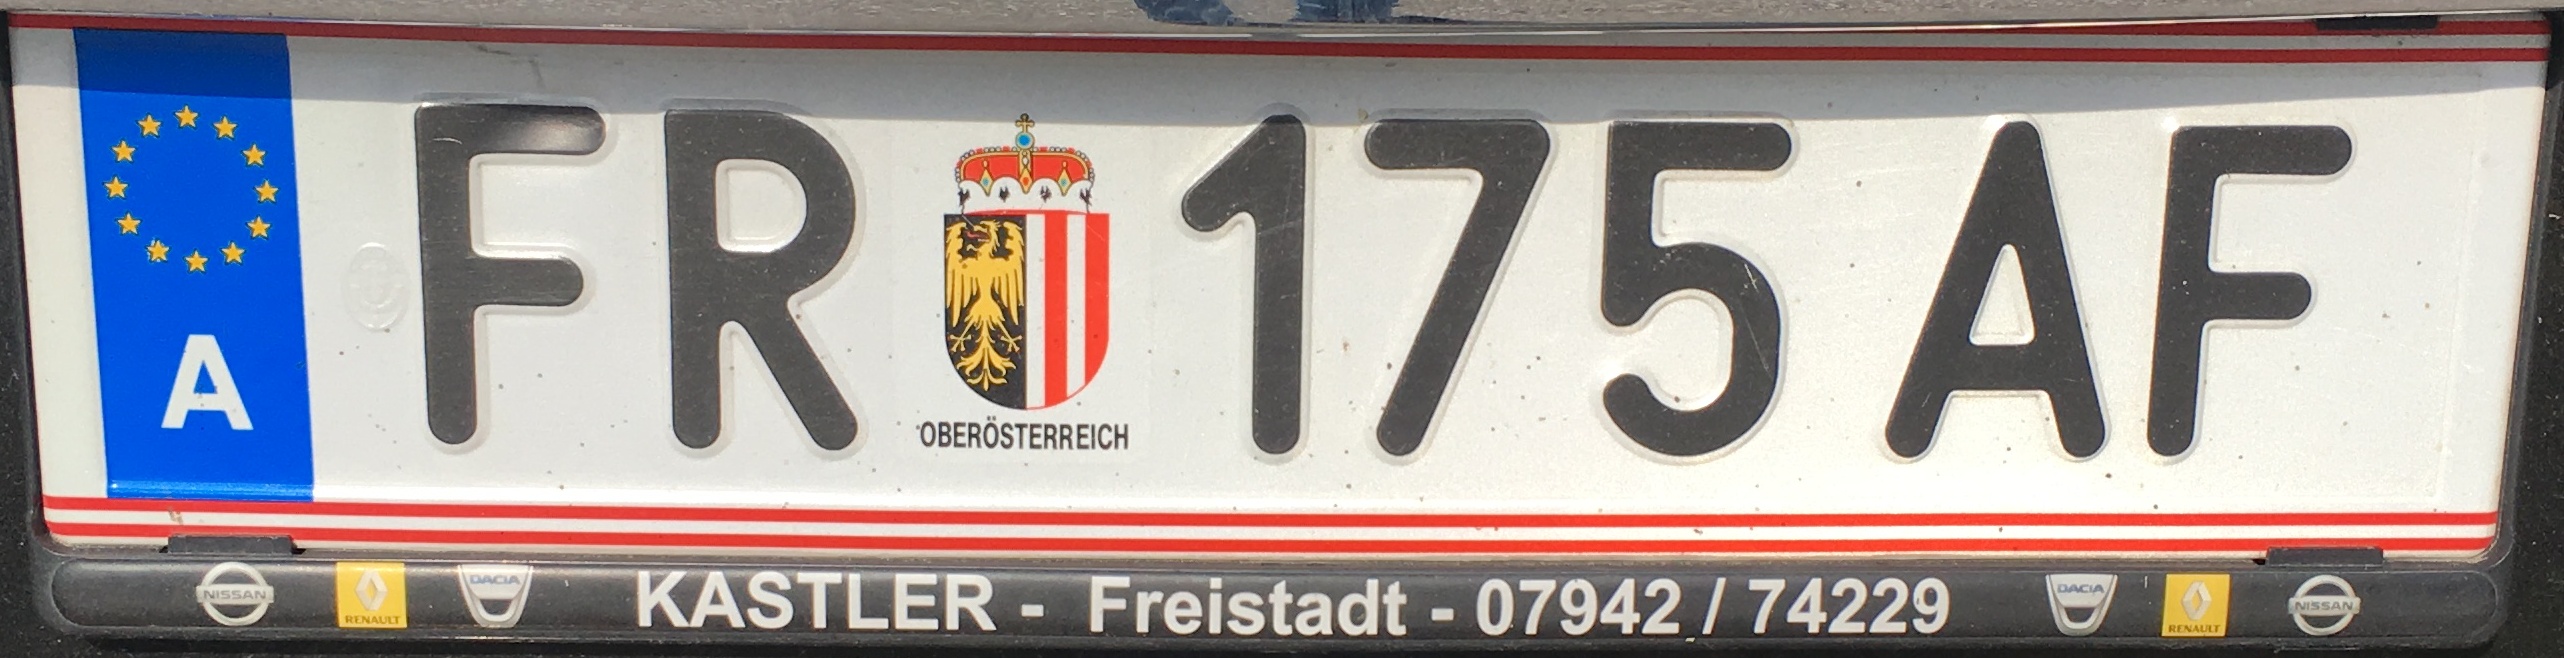 FR 175 AF
A
OBERÖSTERREICH
NISSAN RENAULT DACIA KASTLER - Freistadt - 07942 / 74229 DACIA RENAULT NISSAN